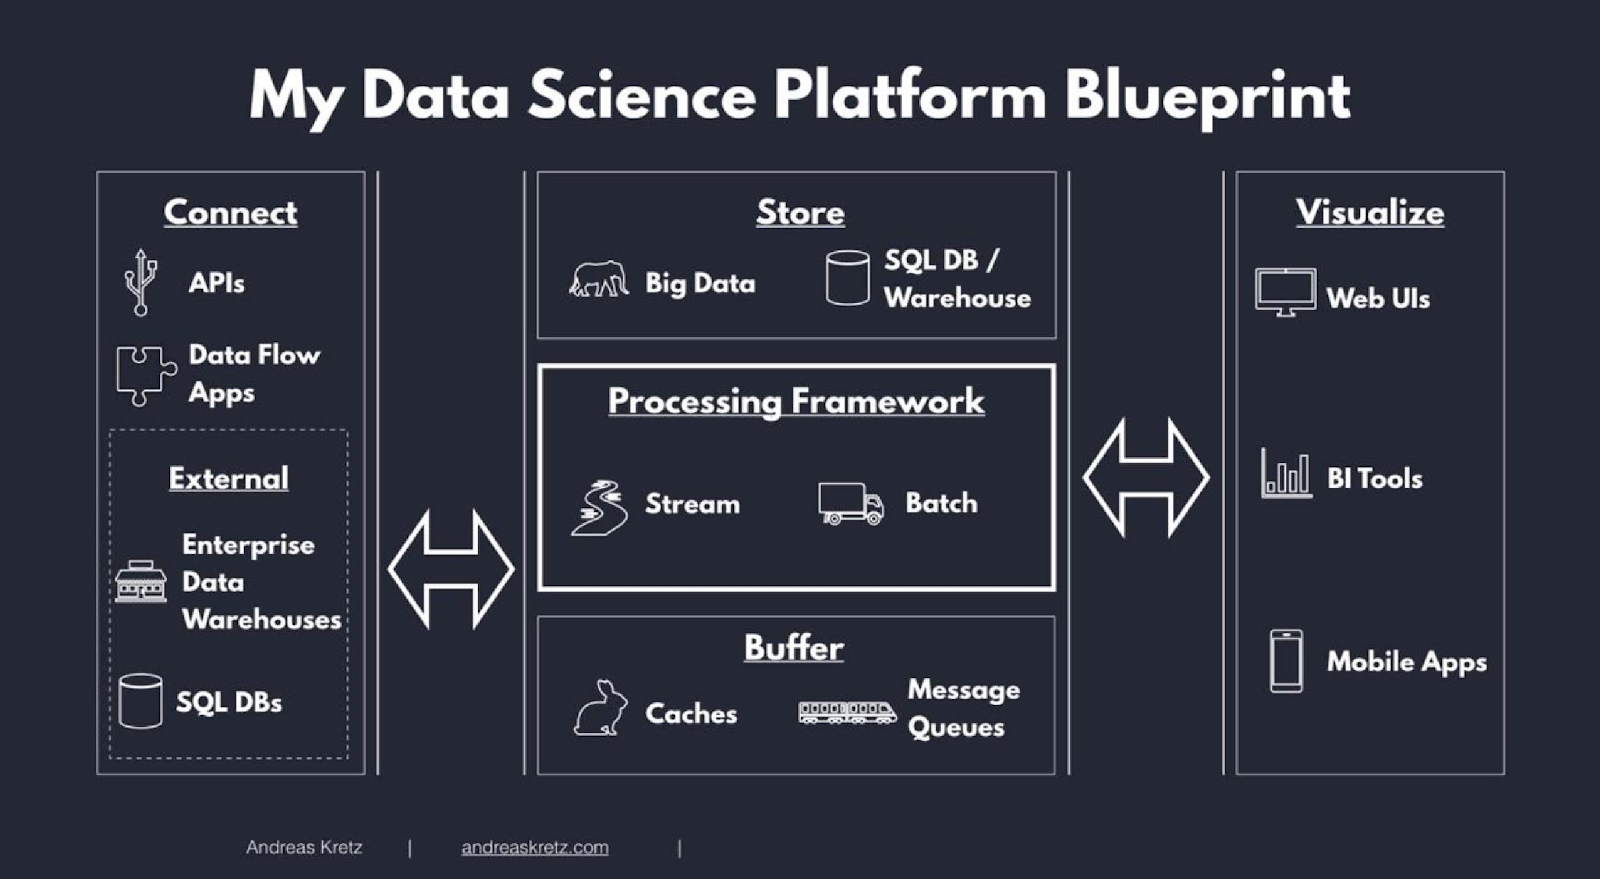 My Data Science Platform Blueprint
Connect
APIs
Data Flow
Apps
External
Enterprise
Data
Warehouses
SQL DBs
Store
Big Data
SQL DB /
Warehouse
Processing Framework
Stream
Batch
Buffer
Caches
Message
Queues
Visualize
Web UIs
BI Tools
Mobile Apps
Andreas Kretz | andreaskretz.com |